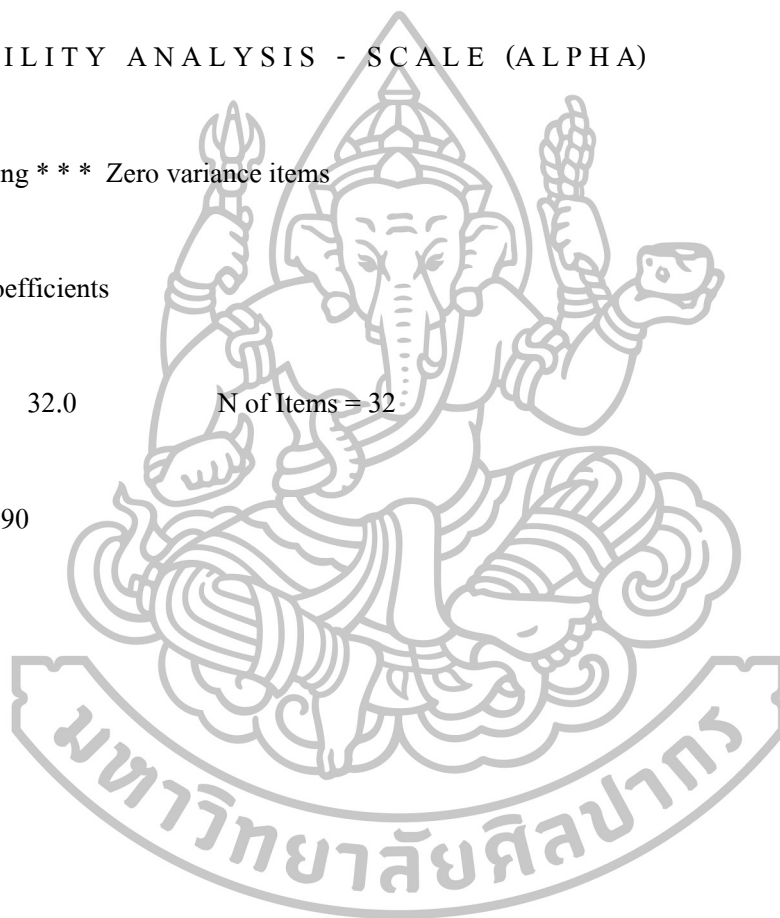 ILITY ANALYSIS - SCALE (ALPHA)
ng * * * Zero variance items
oefficients
32.0 N of Items = 32
90
มหาวิทยาลัยศิลปากร